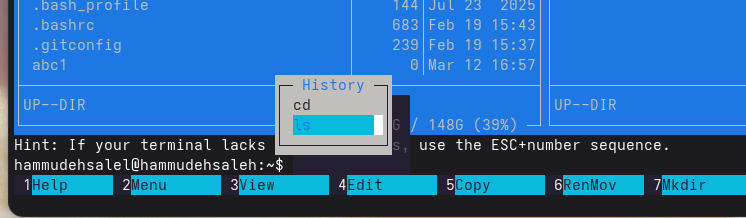 .bash_profile 144 Jul 23 2025
.bashrc 683 Feb 19 15:43
.gitconfig 239 Feb 19 15:37
abc1 0 Mar 12 16:57
History
cd
UP--DIR UP--DIR
ls
G / 148G (39%)
Hint: If your terminal lacks s, use the ESC+number sequence.
hammudehsalel@hammudehsaleh:~$
1Help 2Menu 3View 4Edit 5Copy 6RenMov 7Mkdir